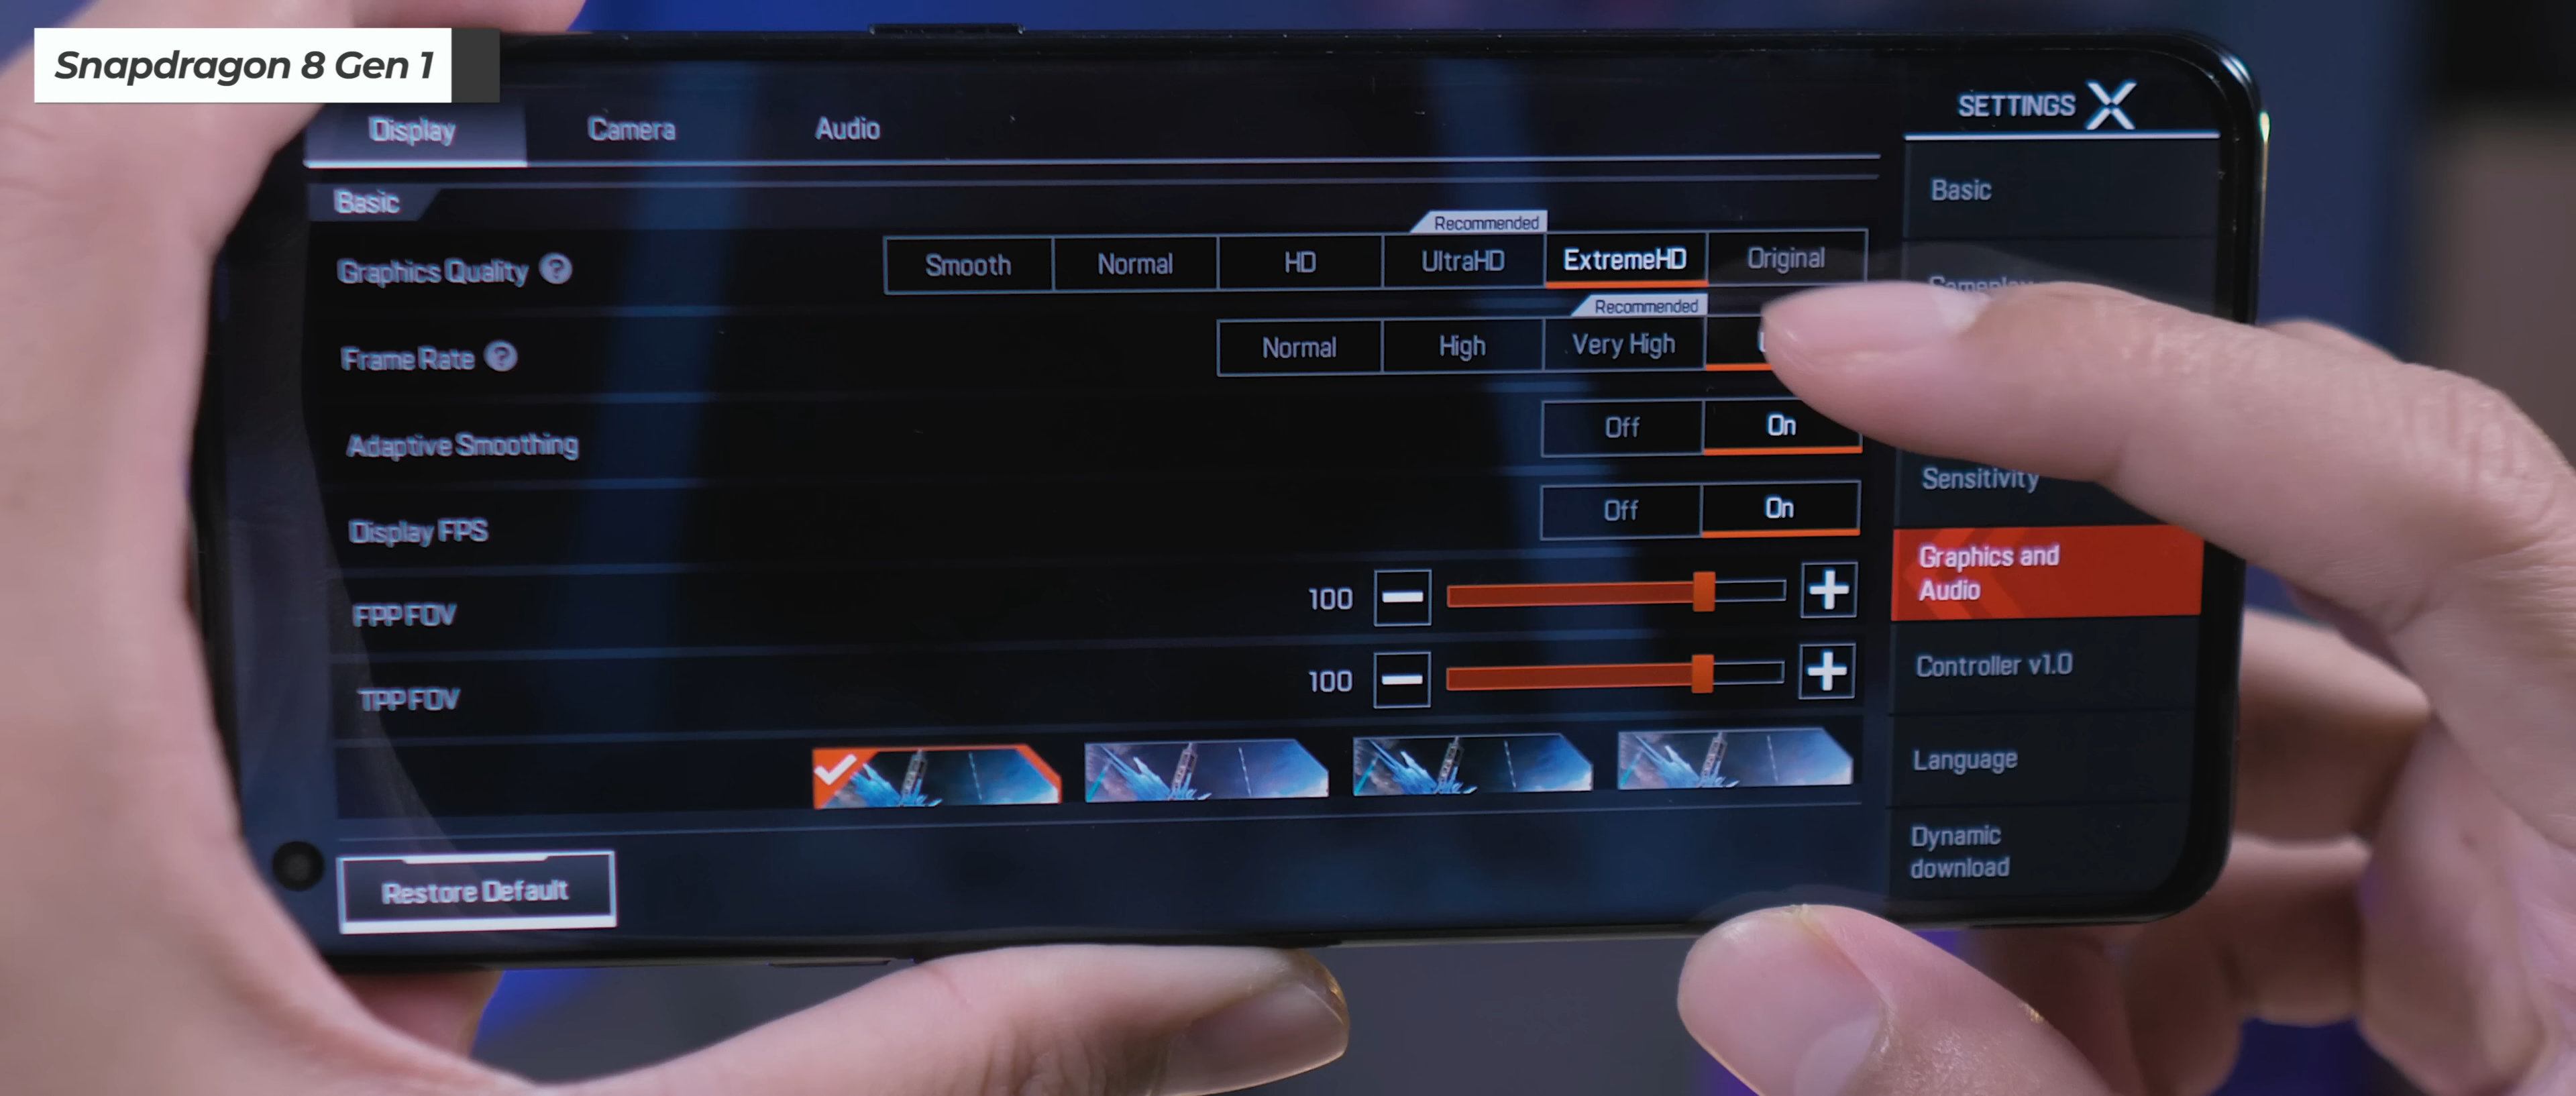 Snapdragon 8 Gen 1
Display
Camera
Audio
SETTINGS
Basic
Graphics Quality ?
Recommended
Smooth
Normal
HD
UltraHD
ExtremeHD
Original
Frame Rate ?
Recommended
Normal
High
Very High
Adaptive Smoothing
Off
On
Display FPS
Off
On
FPP FOV
100
TPP FOV
100
Restore Default
Basic
Gameplay
Sensitivity
Graphics and
Audio
Controller v1.0
Language
Dynamic
download